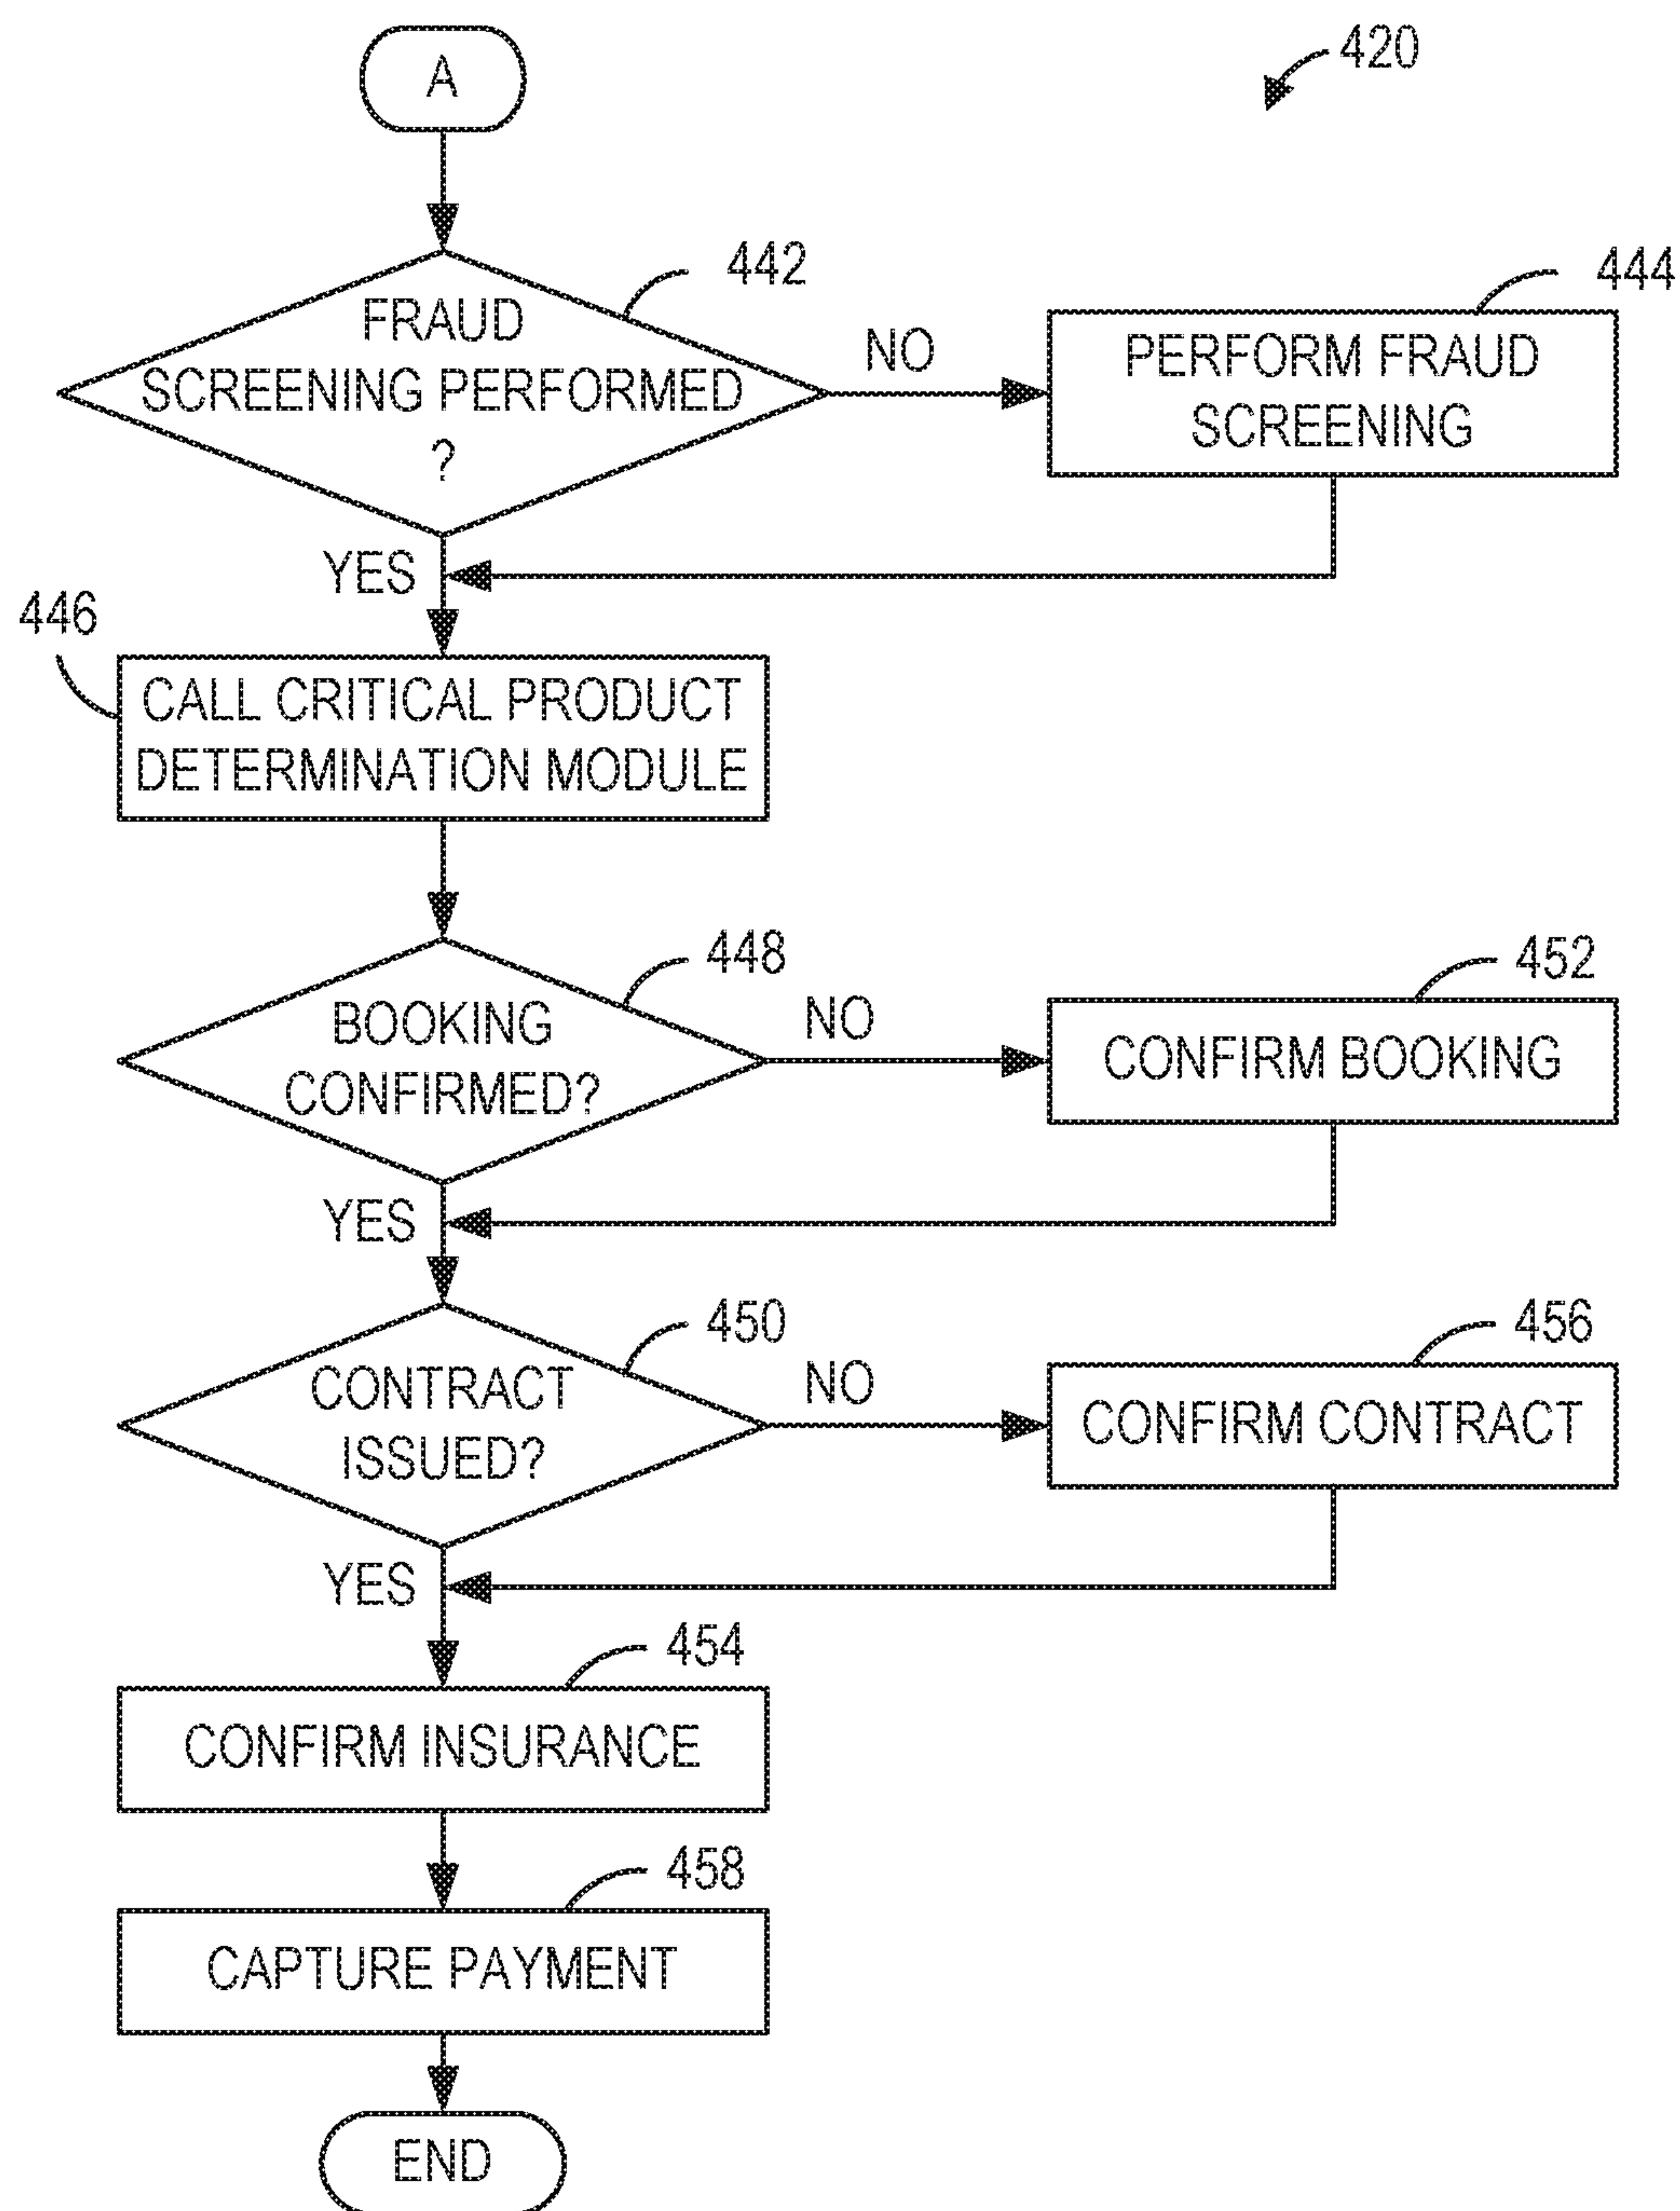 A
420
442
FRAUD
SCREENING PERFORMED
?
NO
444
PERFORM FRAUD
SCREENING
YES
446
CALL CRITICAL PRODUCT
DETERMINATION MODULE
448
BOOKING
CONFIRMED?
NO
452
CONFIRM BOOKING
YES
450
CONTRACT
ISSUED?
NO
456
CONFIRM CONTRACT
YES
454
CONFIRM INSURANCE
458
CAPTURE PAYMENT
END